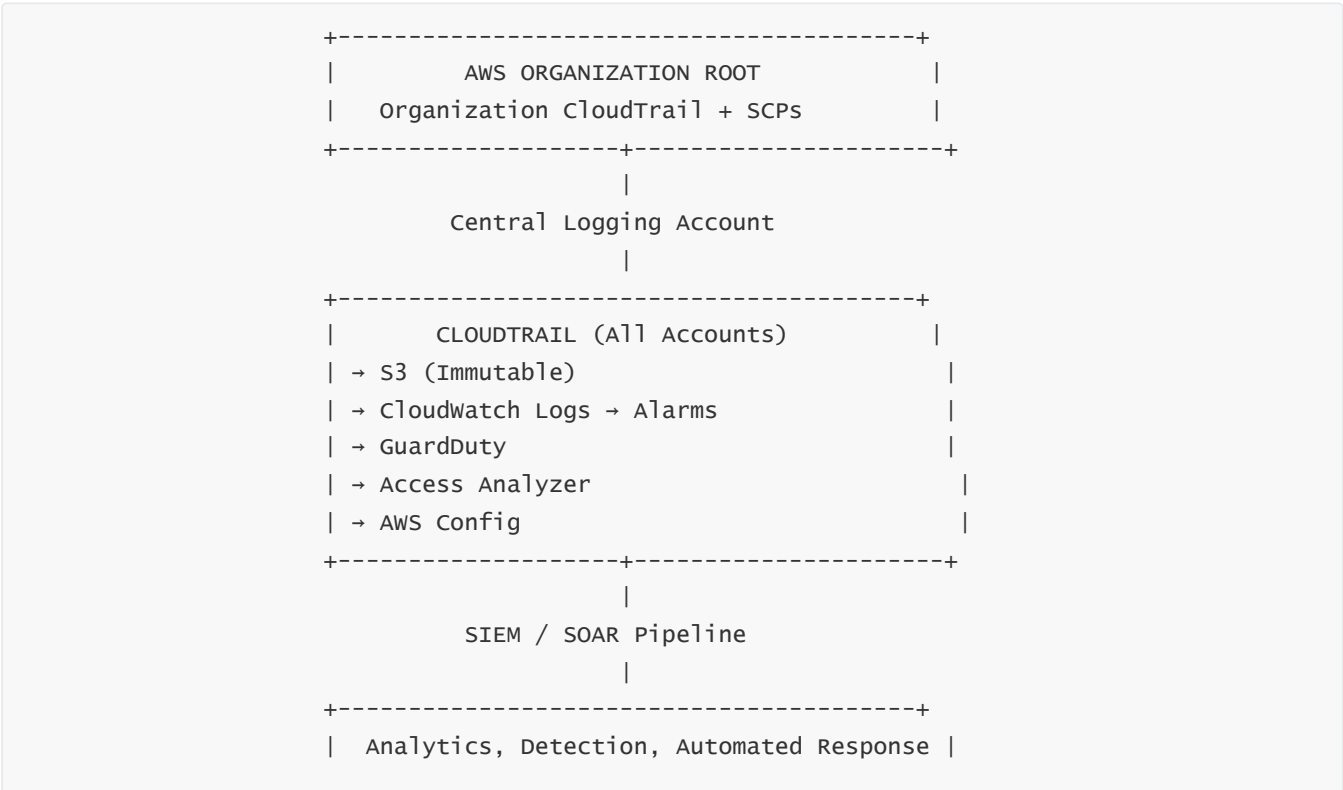 +-----------------------------------------+
|         AWS ORGANIZATION ROOT            |
|   Organization CloudTrail + SCPs         |
+--------------------+----------------------+
                     |
         Central Logging Account
                     |
+-----------------------------------------+
|       CLOUDTRAIL (All Accounts)          |
| → S3 (Immutable)                          |
| → CloudWatch Logs → Alarms                |
| → GuardDuty                               |
| → Access Analyzer                          |
| → AWS Config                               |
+--------------------+----------------------+
                     |
          SIEM / SOAR Pipeline
                     |
+-----------------------------------------+
|  Analytics, Detection, Automated Response |